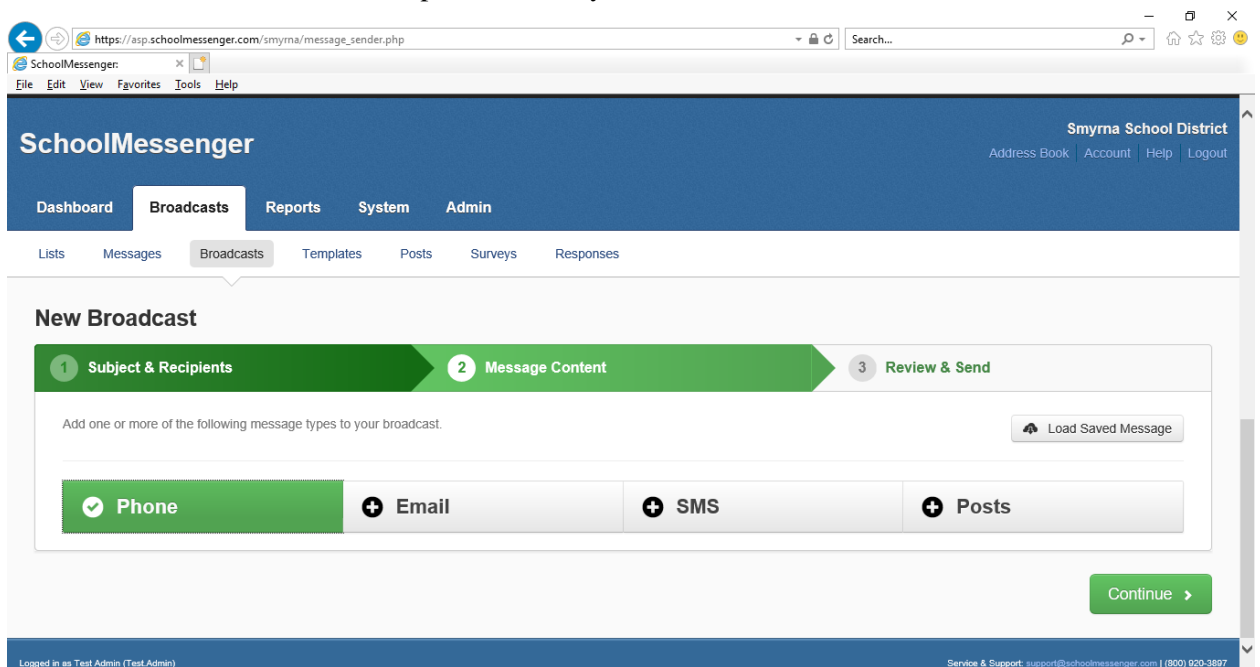 https://asp.schoolmessenger.com/smyrna/message_sender.php Search...
SchoolMessenger:
File Edit View Favorites Tools Help
SchoolMessenger
Smyrna School District
Address Book Account Help Logout
Dashboard Broadcasts Reports System Admin
Lists Messages Broadcasts Templates Posts Surveys Responses
New Broadcast
1 Subject & Recipients 2 Message Content 3 Review & Send
Add one or more of the following message types to your broadcast.
Load Saved Message
Phone Email SMS Posts
Continue
Logged in as Test Admin (Test.Admin) Service & Support: support@schoolmessenger.com | (800) 920-3897